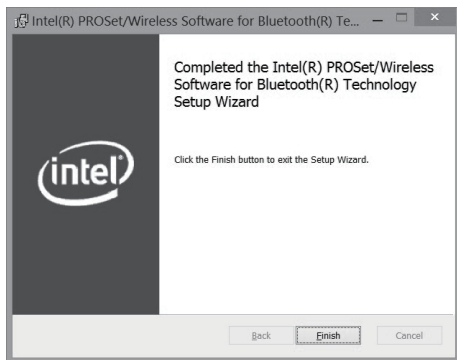 Intel(R) PROSet/Wireless Software for Bluetooth(R) Te...
Completed the Intel(R) PROSet/Wireless
Software for Bluetooth(R) Technology
Setup Wizard
Click the Finish button to exit the Setup Wizard.
intel
Back Finish Cancel